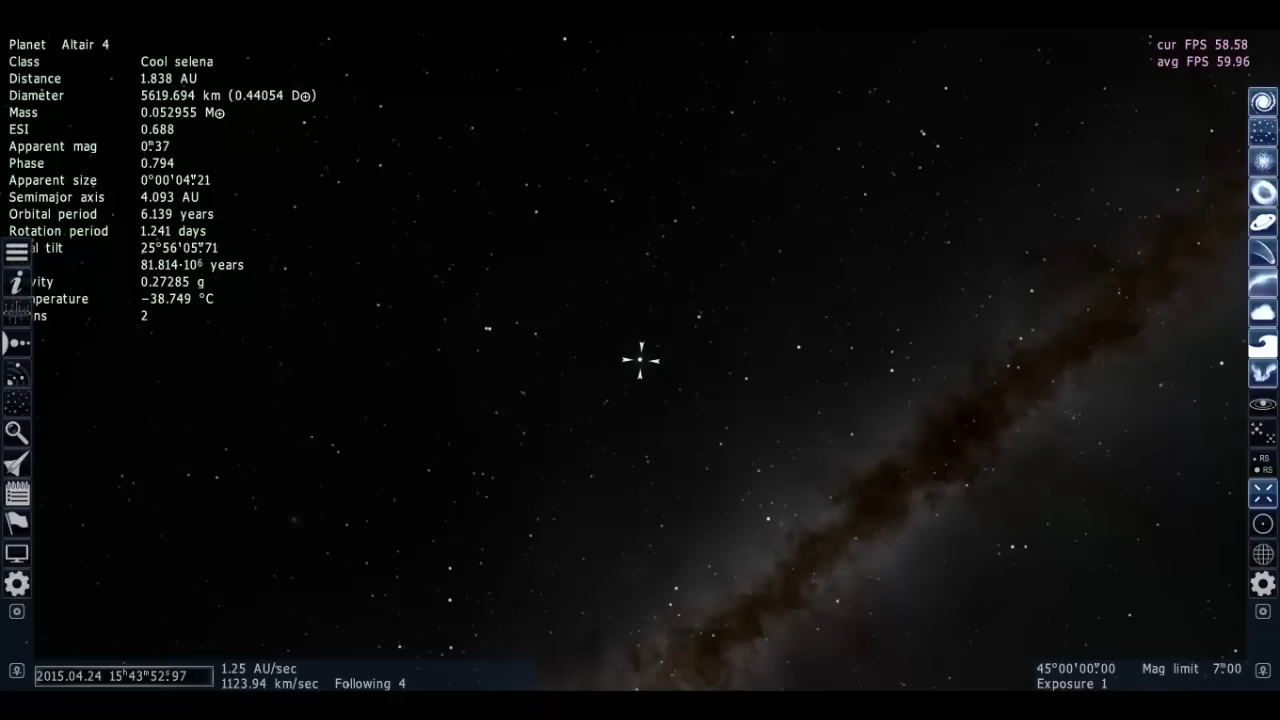 Planet Altair 4
Class Cool selena
Distance 1.838 AU
Diameter 5619.694 km (0.44054 D⊕)
Mass 0.052955 M⊕
ESI 0.688
Apparent mag 0ᵐ37
Phase 0.794
Apparent size 0°00'04"21
Semimajor axis 4.093 AU
Orbital period 6.139 years
Rotation period 1.241 days
al tilt 25°56'05"71
81.814·10⁶ years
vity 0.27285 g
mperature −38.749 °C
ns 2
cur FPS 58.58
avg FPS 59.96
RS
RS
2015.04.24 15ʰ43ᵐ52ˢ97
1.25 AU/sec
1123.94 km/sec Following 4
45°00'00"00 Mag limit 7ᵐ00
Exposure 1